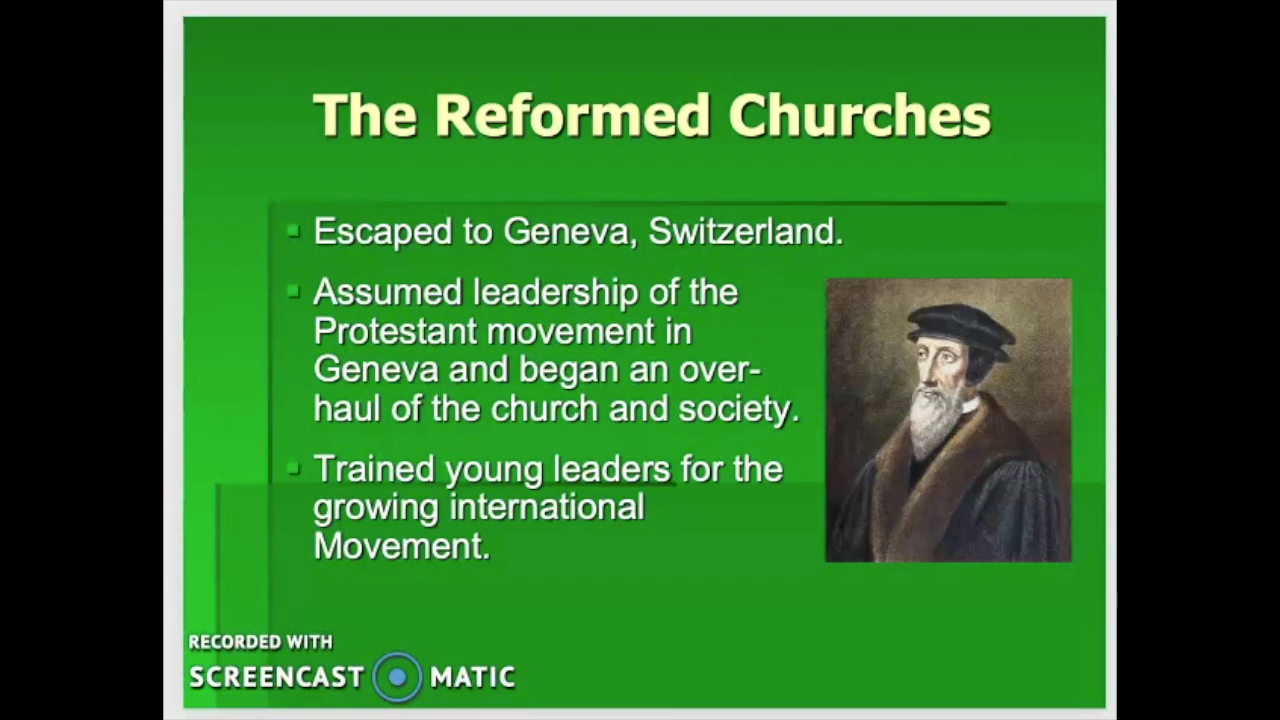 The Reformed Churches
Escaped to Geneva, Switzerland.
Assumed leadership of the
Protestant movement in
Geneva and began an over-
haul of the church and society.
Trained young leaders for the
growing international
Movement.
RECORDED WITH
SCREENCAST MATIC